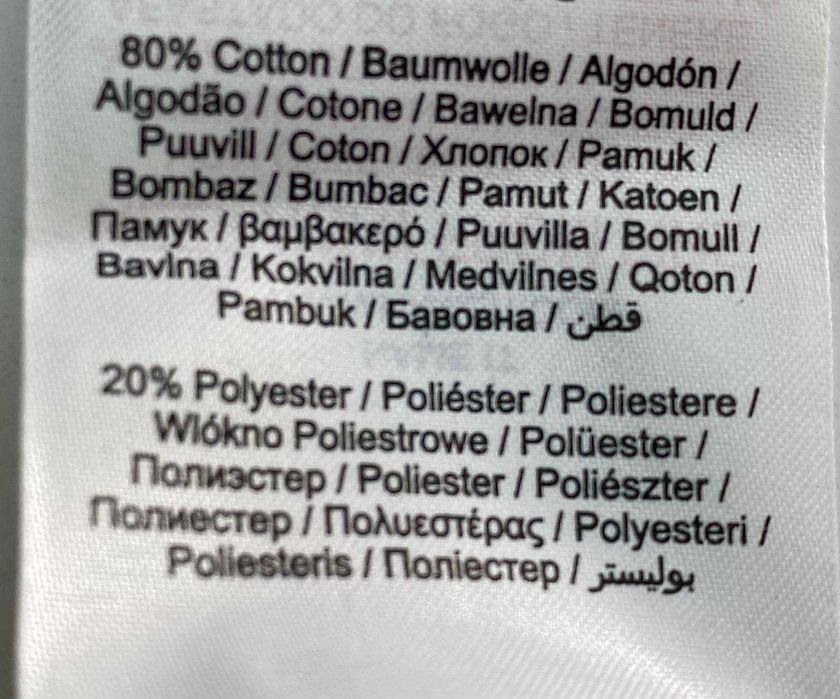 80% Cotton / Baumwolle / Algodón /
Algodão / Cotone / Bawelna / Bomuld /
Puuvill / Coton / Хлопок / Pamuk /
Bombaz / Bumbac / Pamut / Katoen /
Памук / βαμβακερό / Puuvilla / Bomull /
Bavlna / Kokvilna / Medvilnes / Qoton /
Pambuk / Бавовна / قطن
20% Polyester / Poliéster / Poliestere /
Wlókno Poliestrowe / Polüester /
Полиэстер / Poliester / Poliészter /
Полиестер / Πολυεστέρας / Polyesteri /
Poliesteris / Поліестер / بوليستر